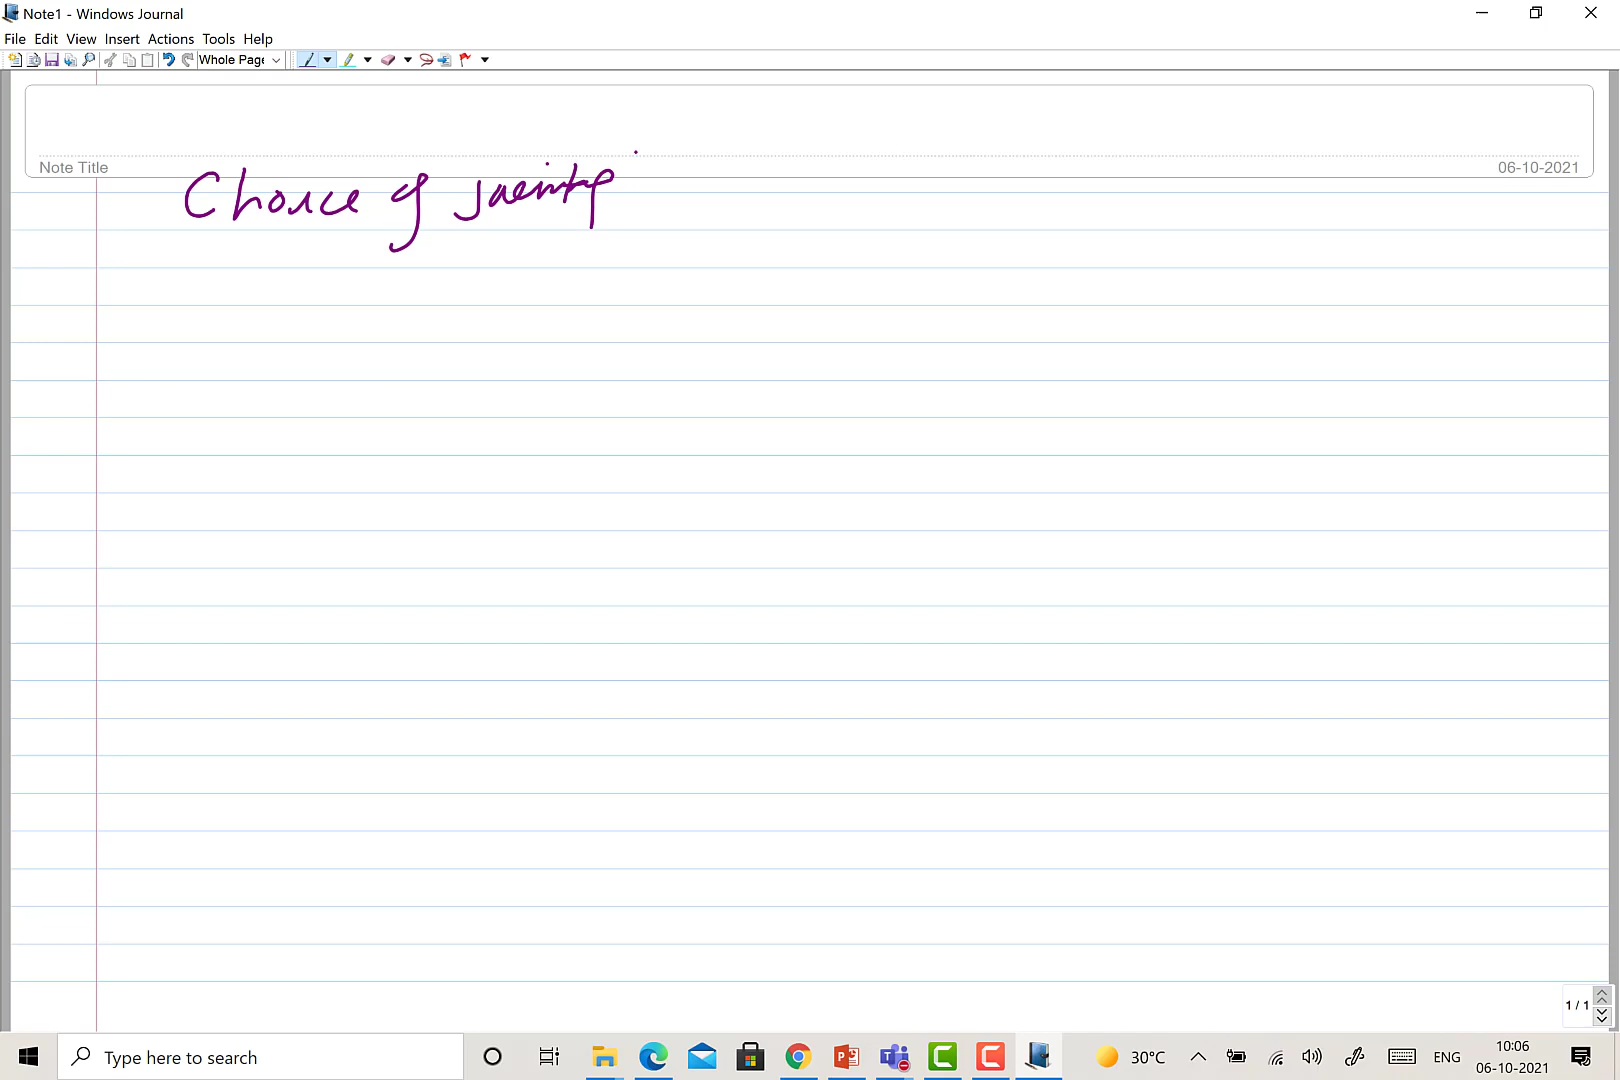 Note1 - Windows Journal
File Edit View Insert Actions Tools Help
Whole Page
Note Title
06-10-2021
Choice of
1 / 1
Type here to search
30°C
ENG
10:06
06-10-2021